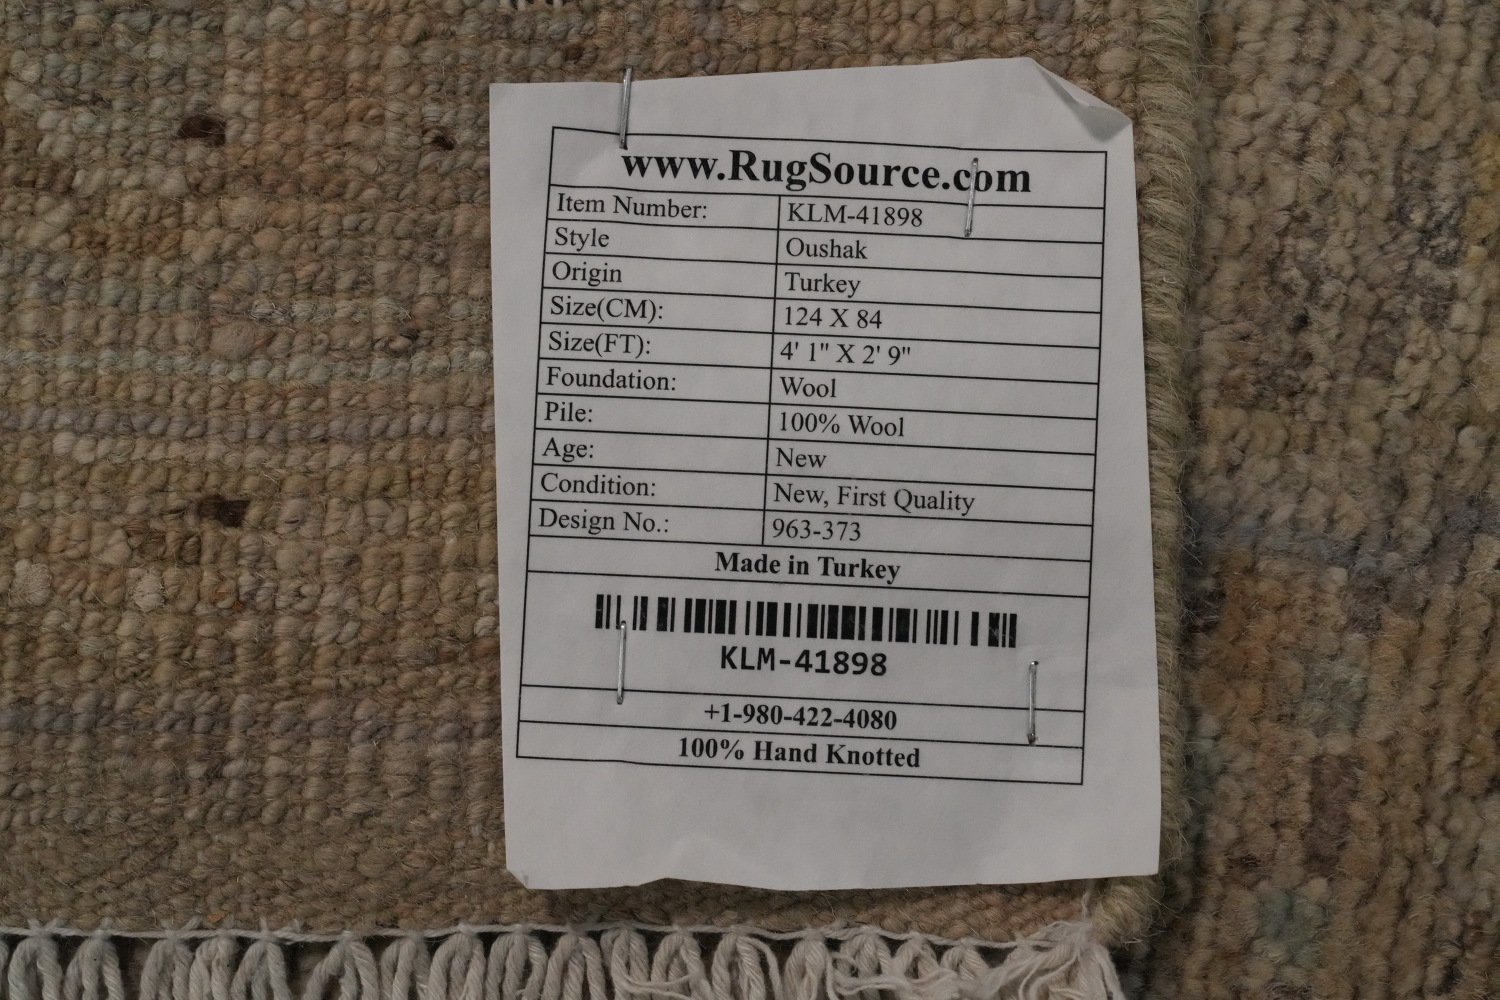 www.RugSource.com
Item Number: KLM-41898
Style Oushak
Origin Turkey
Size(CM): 124 X 84
Size(FT): 4' 1" X 2' 9"
Foundation: Wool
Pile: 100% Wool
Age: New
Condition: New, First Quality
Design No.: 963-373
Made in Turkey
KLM-41898
+1-980-422-4080
100% Hand Knotted